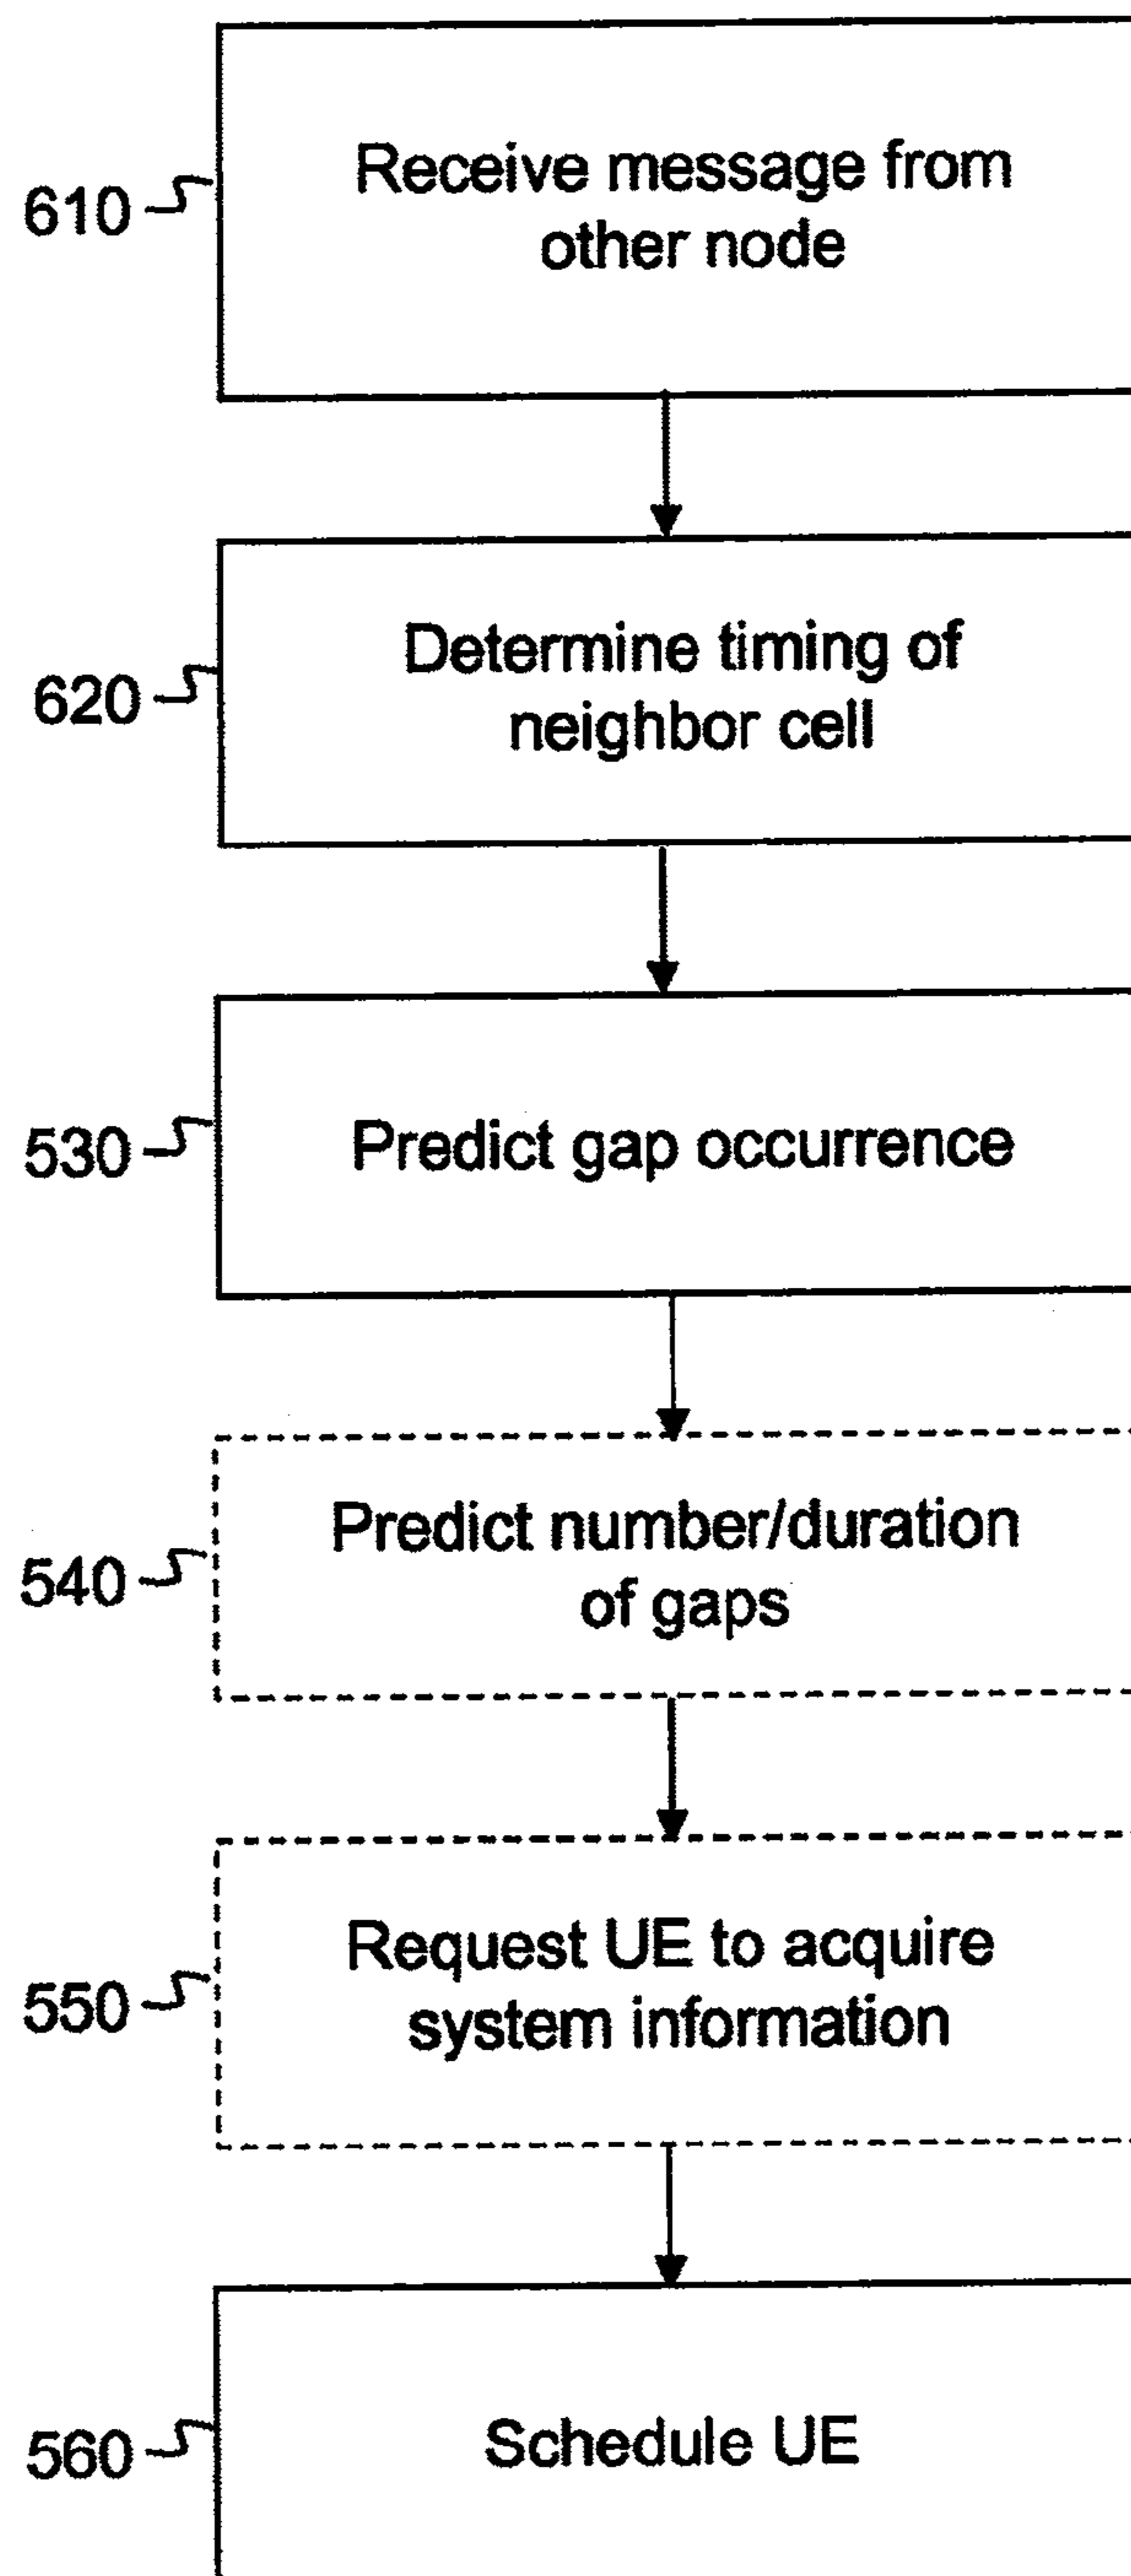 610
Receive message from
other node
620
Determine timing of
neighbor cell
530
Predict gap occurrence
540
Predict number/duration
of gaps
550
Request UE to acquire
system information
560
Schedule UE